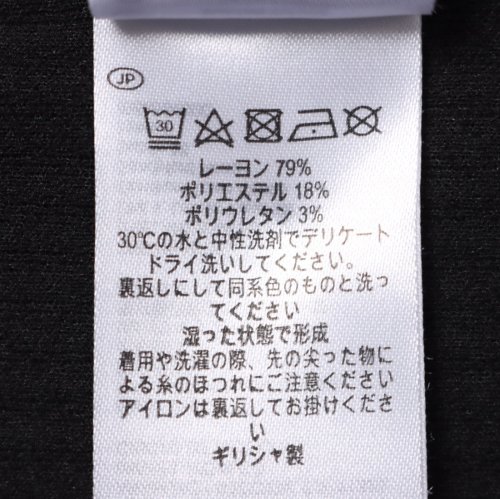 JP
30
レーヨン 79%
ポリエステル 18%
ポリウレタン 3%
30℃の水と中性洗剤でデリケート
ドライ洗いしてください。
裏返しにして同系色のものと洗っ
てください
湿った状態で形成
着用や洗濯の際、先の尖った物に
よる糸のほつれにご注意ください
アイロンは裏返してお掛けくださ
い
ギリシャ製